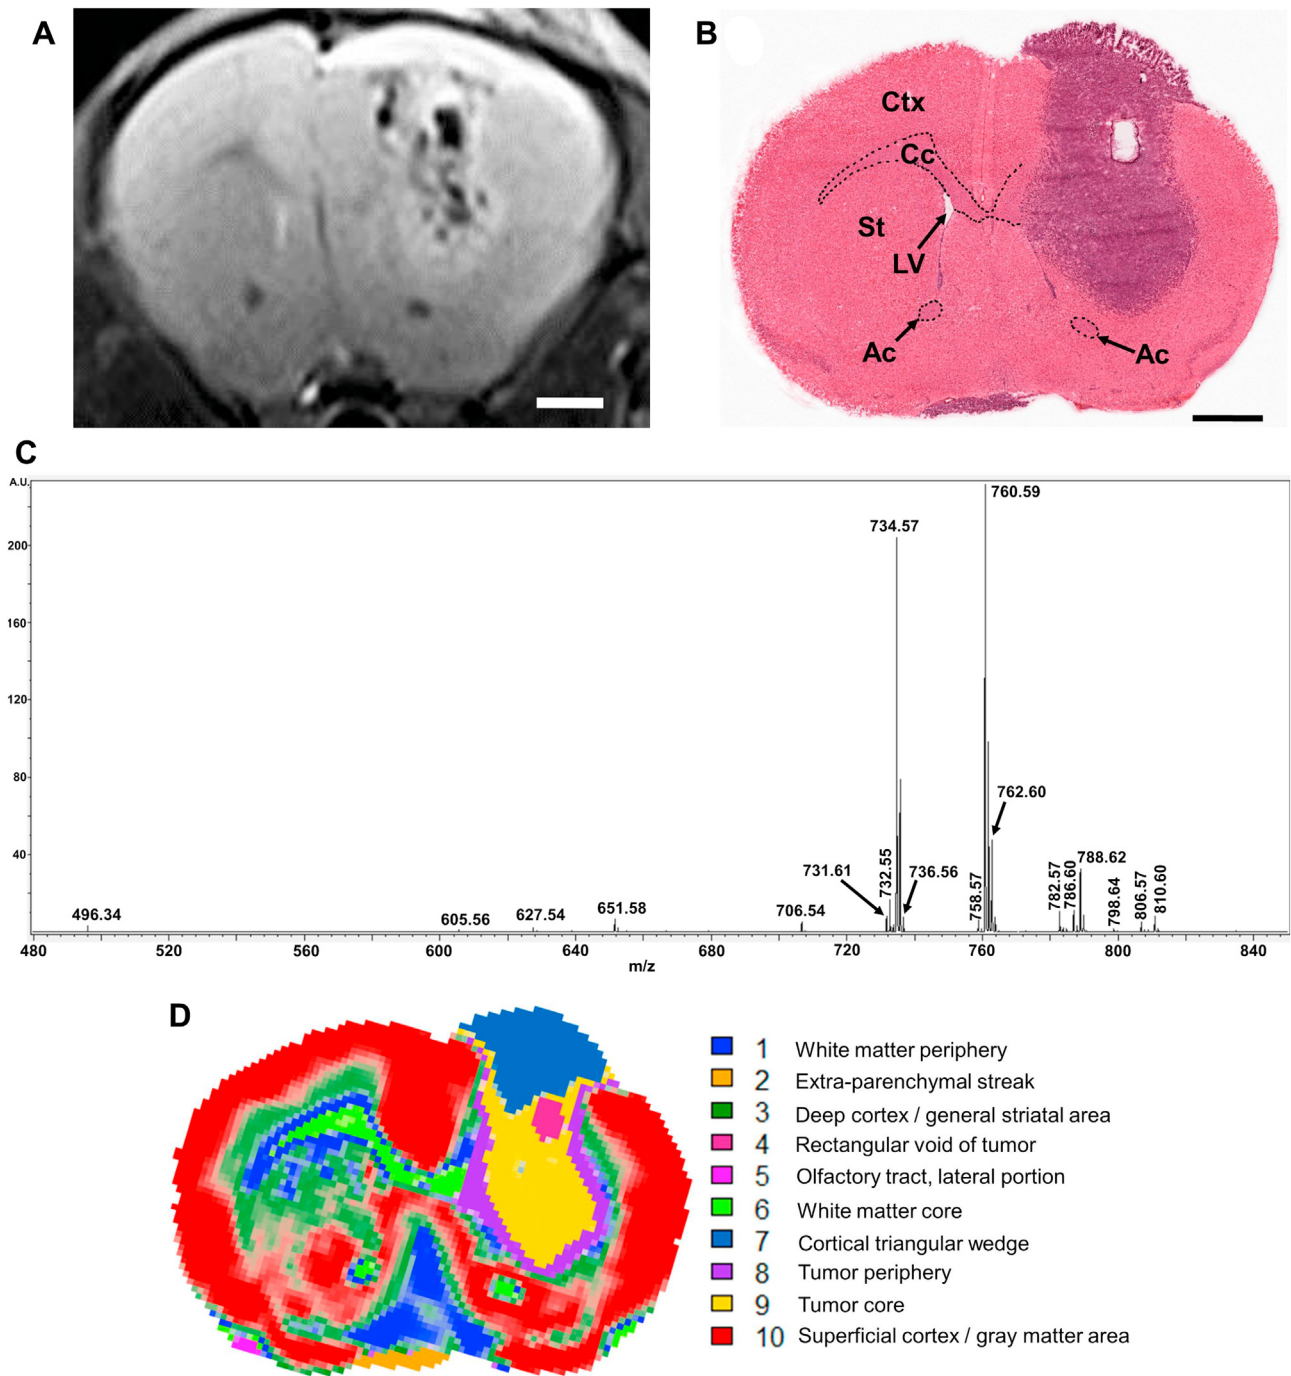 A
B
Ctx
Cc
St
LV
Ac
Ac
C
A.U.
200
160
120
80
40
496.34
605.56
627.54
651.58
706.54
731.61
732.55
734.57
736.56
758.57
760.59
762.60
782.57
786.60
788.62
798.64
806.57
810.60
480 520 560 600 640 680 720 760 800 840
m/z
D
1 White matter periphery
2 Extra-parenchymal streak
3 Deep cortex / general striatal area
4 Rectangular void of tumor
5 Olfactory tract, lateral portion
6 White matter core
7 Cortical triangular wedge
8 Tumor periphery
9 Tumor core
10 Superficial cortex / gray matter area